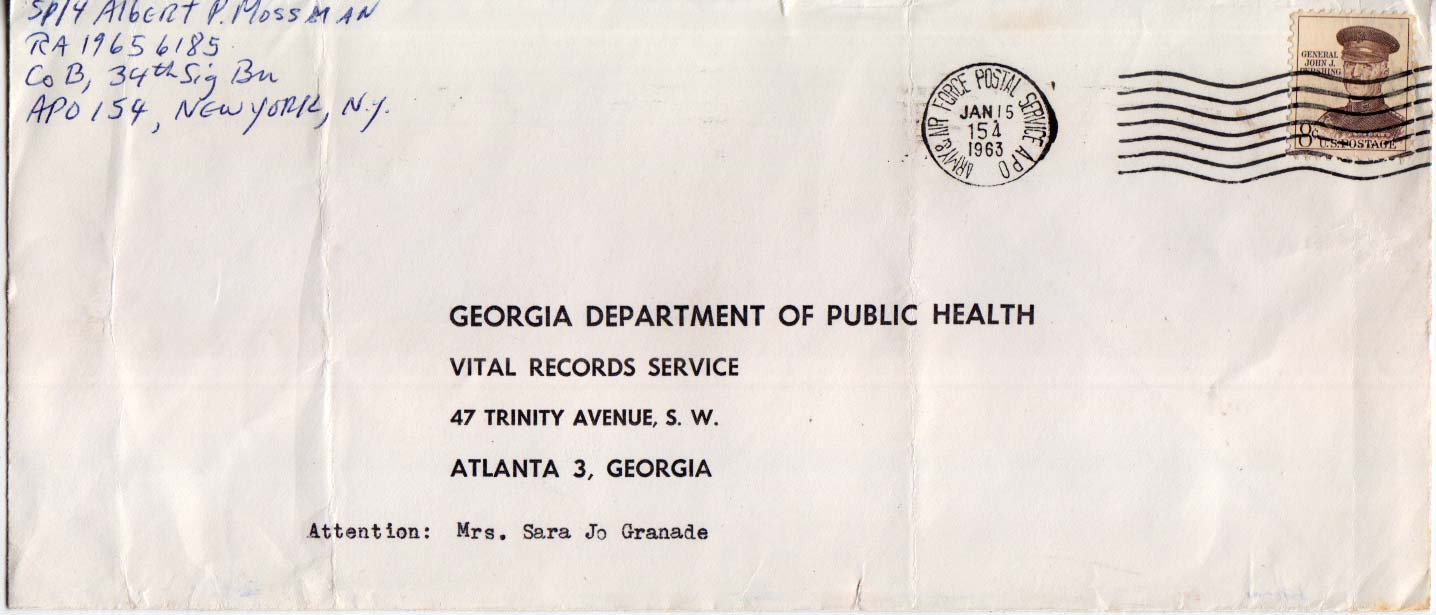 SP/4 Albert P. Mossman
RA 19656185
Co B, 34th Sig Bn
APO 154, New York, N.Y.
ARMY & AIR FORCE POSTAL SERVICE APO
JAN 15
154
1963
GENERAL
JOHN J.
PERSHING
8¢ U.S. POSTAGE
GEORGIA DEPARTMENT OF PUBLIC HEALTH
VITAL RECORDS SERVICE
47 TRINITY AVENUE, S. W.
ATLANTA 3, GEORGIA
Attention: Mrs. Sara Jo Granade